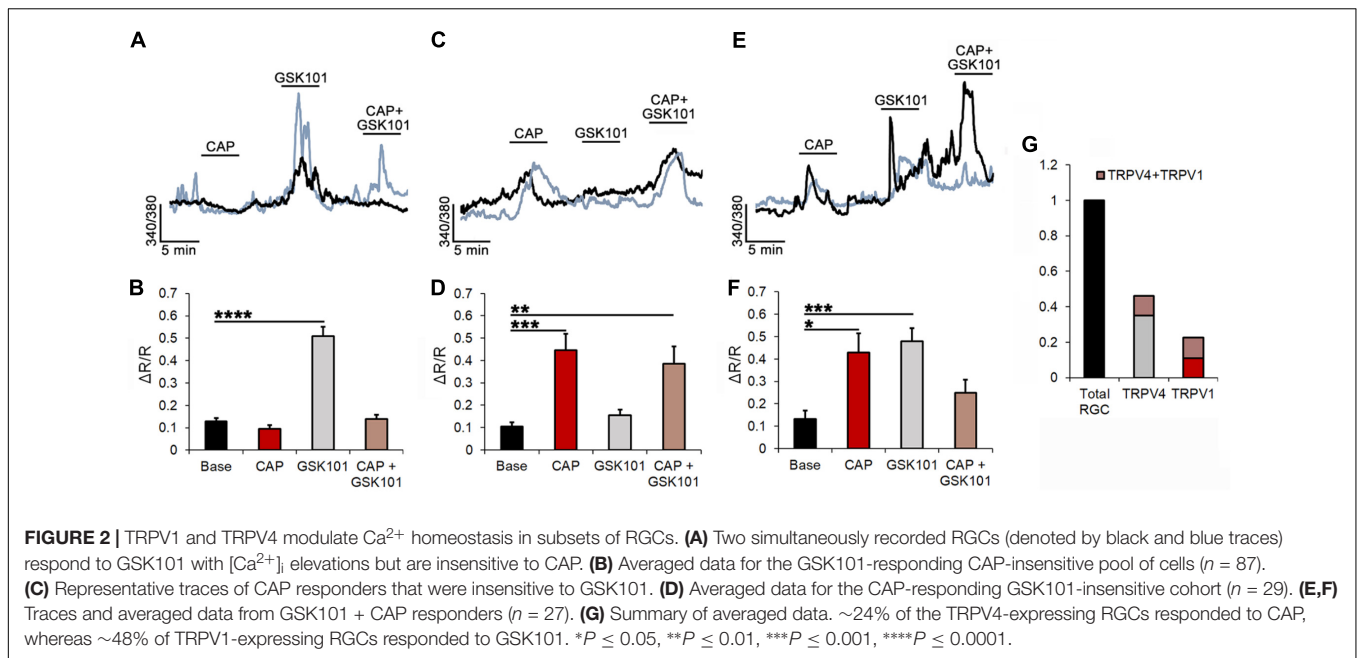 A
CAP
GSK101
CAP+
GSK101
340/380
5 min
C
CAP
GSK101
CAP+
GSK101
340/380
5 min
E
CAP
GSK101
CAP+
GSK101
340/380
5 min
B
ΔR/R
0.7
0.6
0.5
0.4
0.3
0.2
0.1
0
****
Base
CAP
GSK101
CAP +
GSK101
D
ΔR/R
0.7
0.6
0.5
0.4
0.3
0.2
0.1
0
**
***
Base
CAP
GSK101
CAP +
GSK101
F
ΔR/R
0.7
0.6
0.5
0.4
0.3
0.2
0.1
0
***
*
Base
CAP
GSK101
CAP +
GSK101
G
1.2
1
0.8
0.6
0.4
0.2
0
TRPV4+TRPV1
Total
RGC
TRPV4
TRPV1
FIGURE 2 | TRPV1 and TRPV4 modulate Ca2+ homeostasis in subsets of RGCs. (A) Two simultaneously recorded RGCs (denoted by black and blue traces)
respond to GSK101 with [Ca2+]i elevations but are insensitive to CAP. (B) Averaged data for the GSK101-responding CAP-insensitive pool of cells (n = 87).
(C) Representative traces of CAP responders that were insensitive to GSK101. (D) Averaged data for the CAP-responding GSK101-insensitive cohort (n = 29). (E,F)
Traces and averaged data from GSK101 + CAP responders (n = 27). (G) Summary of averaged data. ~24% of the TRPV4-expressing RGCs responded to CAP,
whereas ~48% of TRPV1-expressing RGCs responded to GSK101. *P ≤ 0.05, **P ≤ 0.01, ***P ≤ 0.001, ****P ≤ 0.0001.